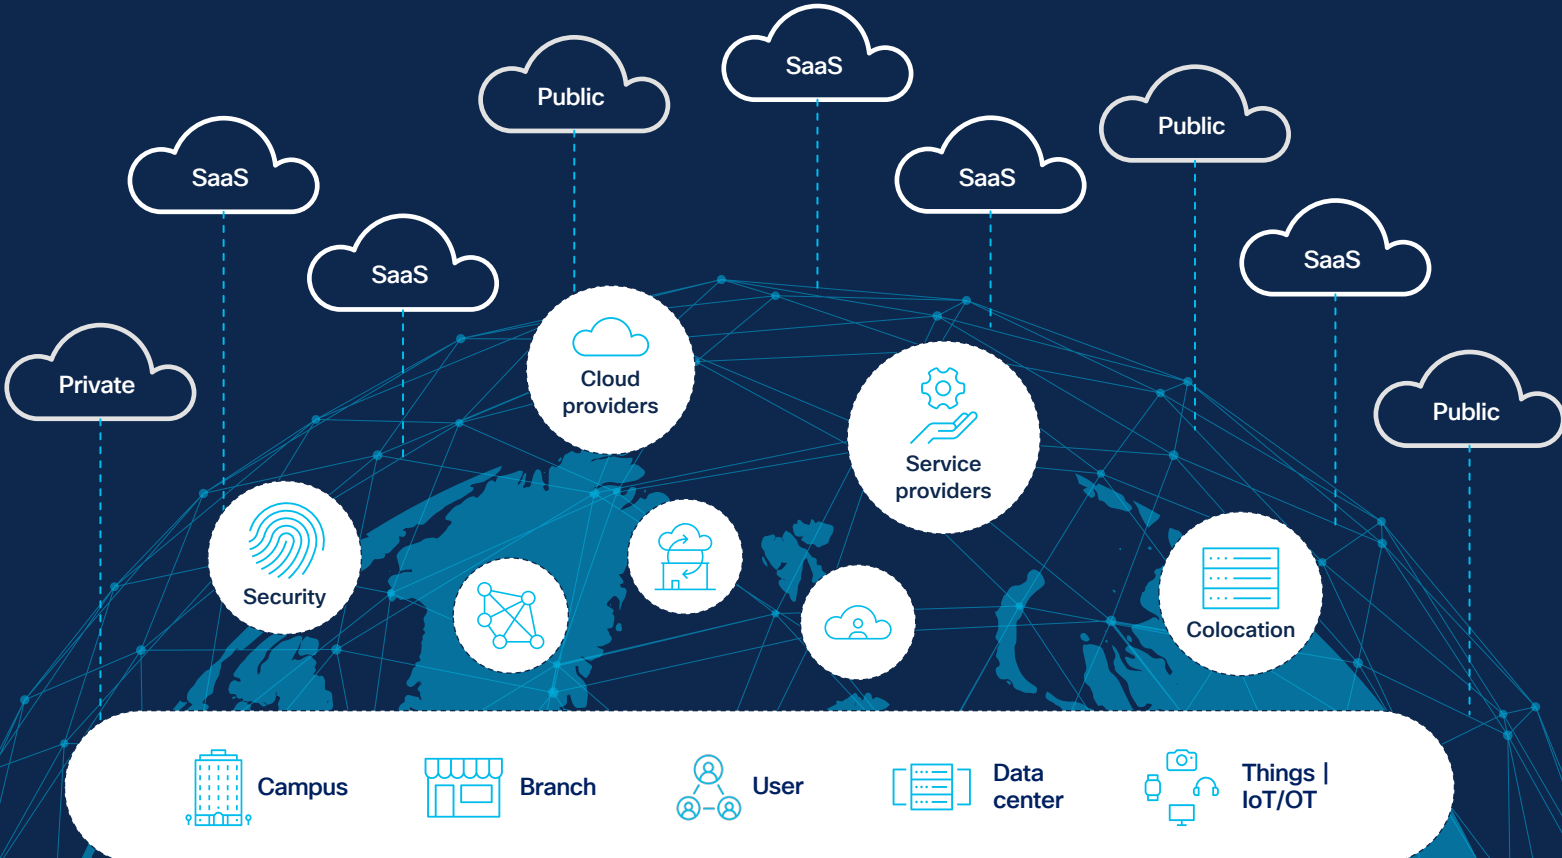 SaaS
Public
Public
SaaS
SaaS
SaaS
SaaS
Private
Public
Cloud
providers
Service
providers
Security
Colocation
Campus
Branch
User
Data
center
Things |
IoT/OT